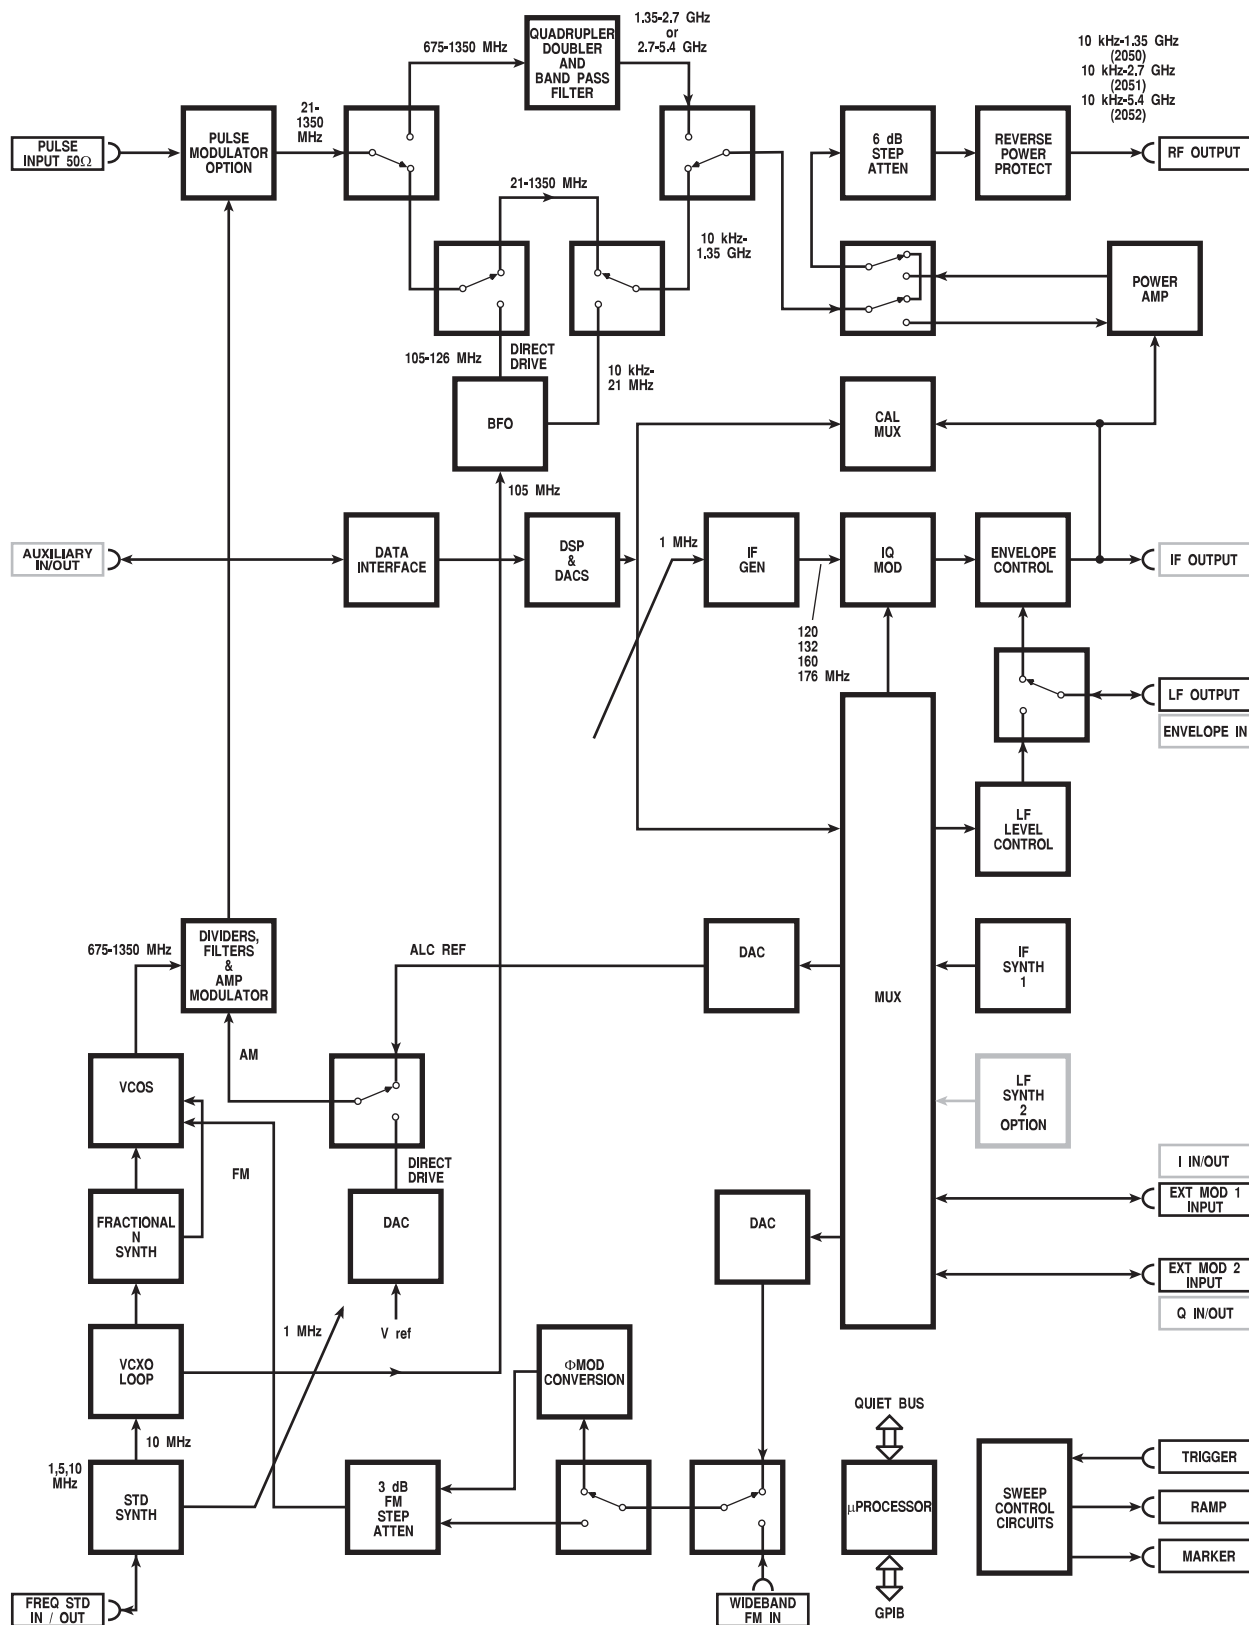 1.35-2.7 GHz
or
2.7-5.4 GHz
675-1350 MHz
QUADRUPLER
DOUBLER
AND
BAND PASS
FILTER
10 kHz-1.35 GHz
(2050)
10 kHz-2.7 GHz
(2051)
10 kHz-5.4 GHz
(2052)
PULSE
INPUT 50Ω
PULSE
MODULATOR
OPTION
21-
1350
MHz
6 dB
STEP
ATTEN
REVERSE
POWER
PROTECT
RF OUTPUT
21-1350 MHz
10 kHz-
1.35 GHz
POWER
AMP
105-126 MHz
DIRECT
DRIVE
10 kHz-
21 MHz
BFO
CAL
MUX
105 MHz
AUXILIARY
IN/OUT
DATA
INTERFACE
DSP
&
DACS
1 MHz
IF
GEN
IQ
MOD
ENVELOPE
CONTROL
IF OUTPUT
120
132
160
176 MHz
LF OUTPUT
ENVELOPE IN
LF
LEVEL
CONTROL
675-1350 MHz
DIVIDERS,
FILTERS
&
AMP
MODULATOR
ALC REF
DAC
MUX
IF
SYNTH
1
AM
VCOS
LF
SYNTH
2
OPTION
FM
DIRECT
DRIVE
I IN/OUT
EXT MOD 1
INPUT
FRACTIONAL
N
SYNTH
DAC
DAC
EXT MOD 2
INPUT
Q IN/OUT
1 MHz
V ref
VCXO
LOOP
ΦMOD
CONVERSION
QUIET BUS
10 MHz
1,5,10
MHz
STD
SYNTH
3 dB
FM
STEP
ATTEN
μPROCESSOR
SWEEP
CONTROL
CIRCUITS
TRIGGER
RAMP
MARKER
FREQ STD
IN / OUT
WIDEBAND
FM IN
GPIB